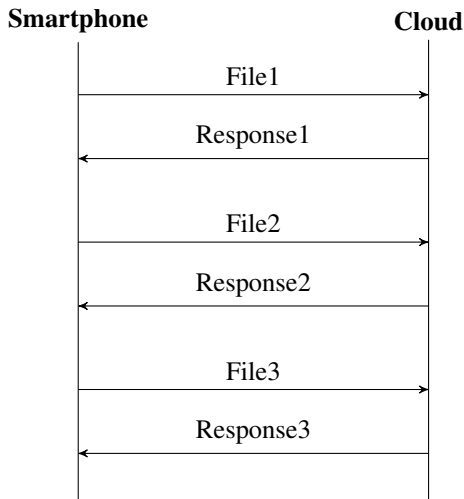 Smartphone Cloud
File1
Response1
File2
Response2
File3
Response3